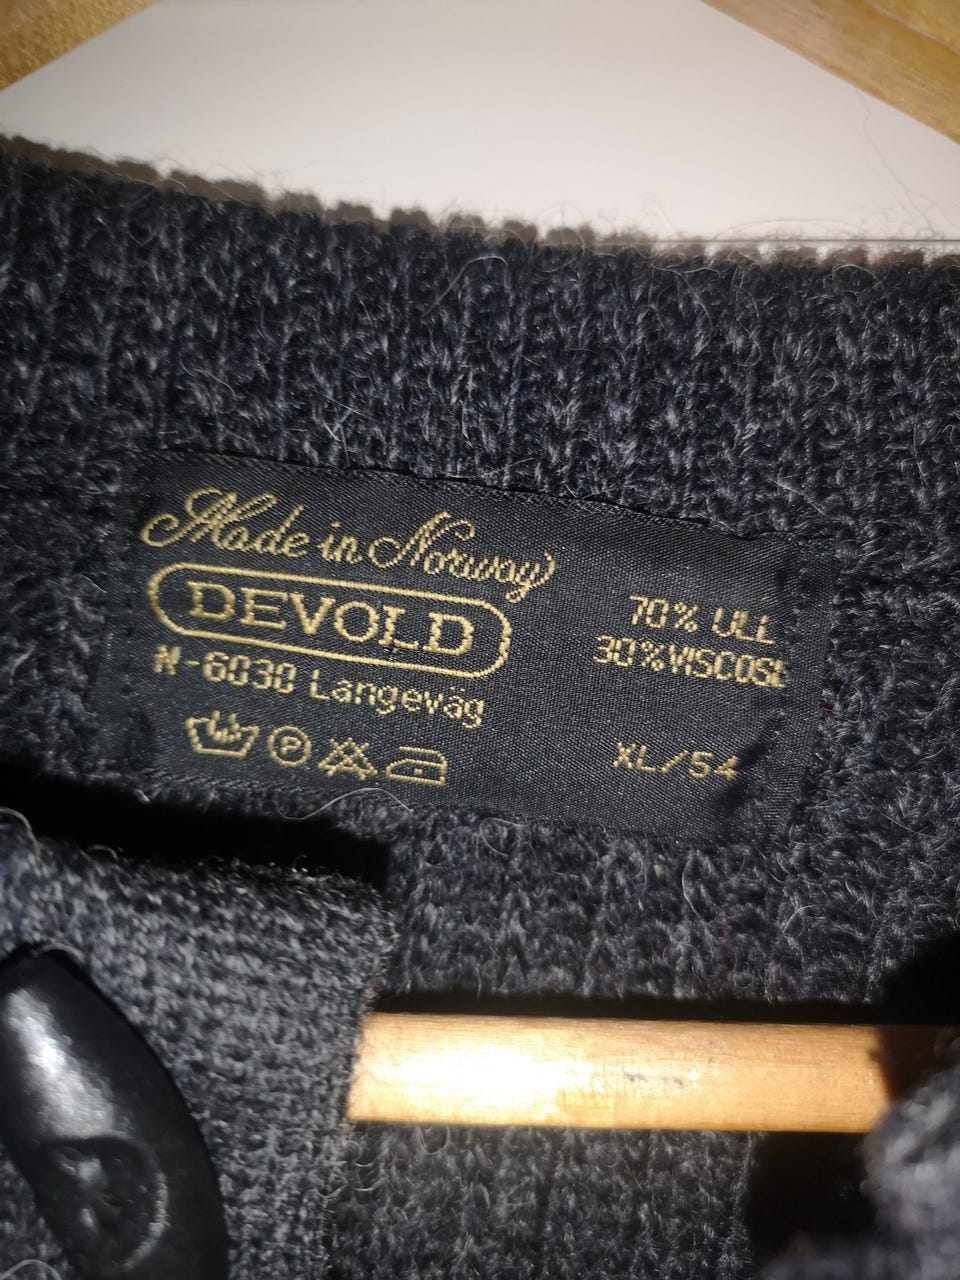 Made in Norway
DEVOLD
N-6030 Langevåg
P
70% ULL
30% VISCOSE
XL/54